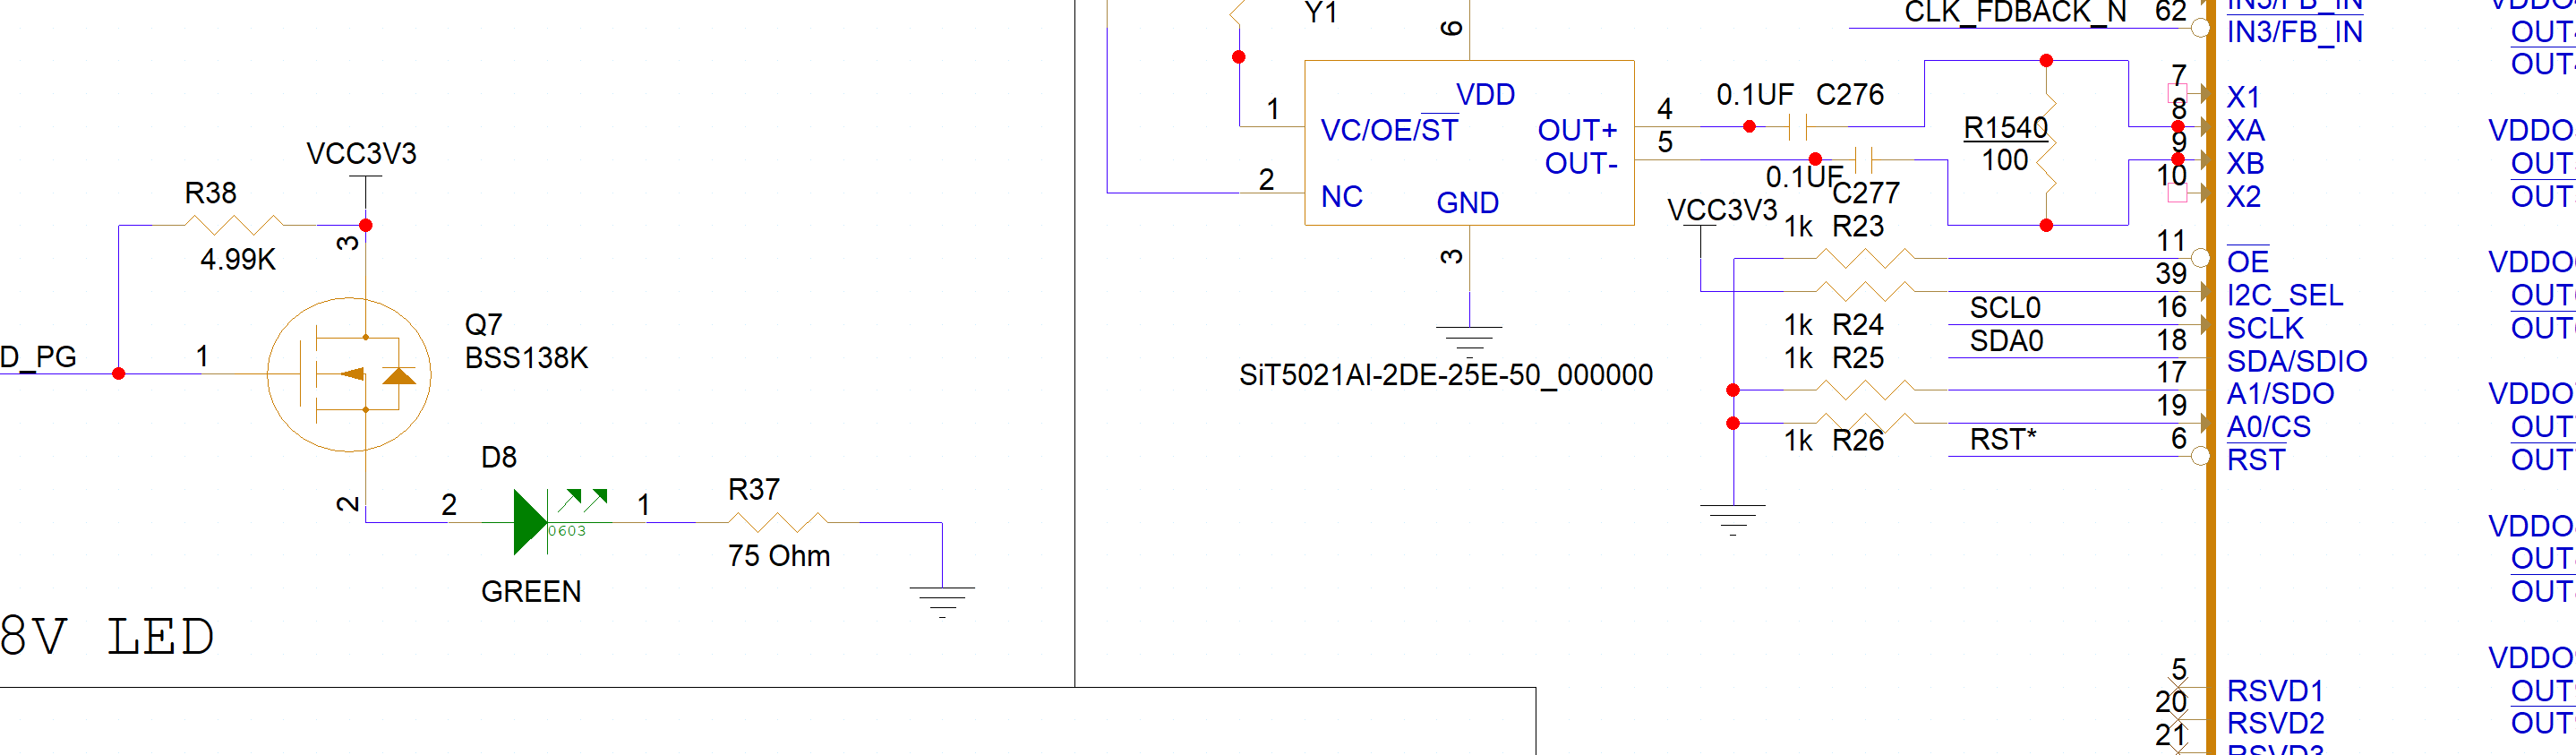 VCC3V3
R38
4.99K
3
Q7
BSS138K
D_PG
1
2
D8
2
1
0603
GREEN
R37
75 Ohm
8V LED
Y1
6
1
VC/OE/ST
VDD
OUT+
4
5
OUT-
2
NC
GND
3
SiT5021AI-2DE-25E-50_000000
0.1UF
C276
0.1UF
C277
R1540
100
VCC3V3
1k R23
1k R24
1k R25
1k R26
CLK_FDBACK_N
62
IN3/FB_IN
IN3/FB_IN
7
X1
8
XA
9
XB
10
X2
11
OE
39
I2C_SEL
SCL0
16
SCLK
SDA0
18
SDA/SDIO
17
A1/SDO
19
A0/CS
RST*
6
RST
5
RSVD1
20
RSVD2
21
RSVD3
VDDO
OUT
OUT
VDDO
OUT
OUT
VDDO
OUT
OUT
VDDO
OUT
OUT
VDDO
OUT
OUT
VDDO
OUT
OUT